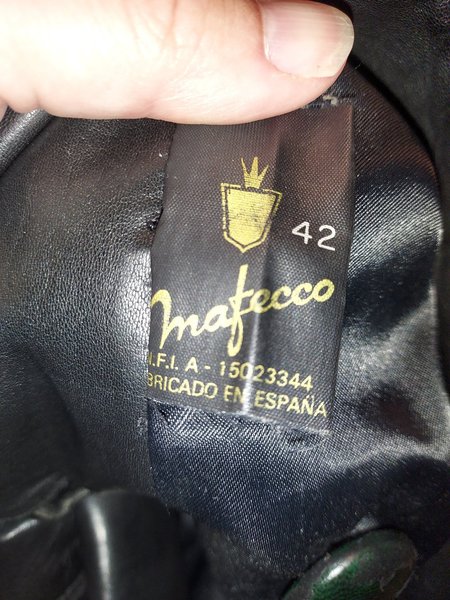 42
mafecco
.F.I. A - 15023344
BRICADO EN ESPAÑA